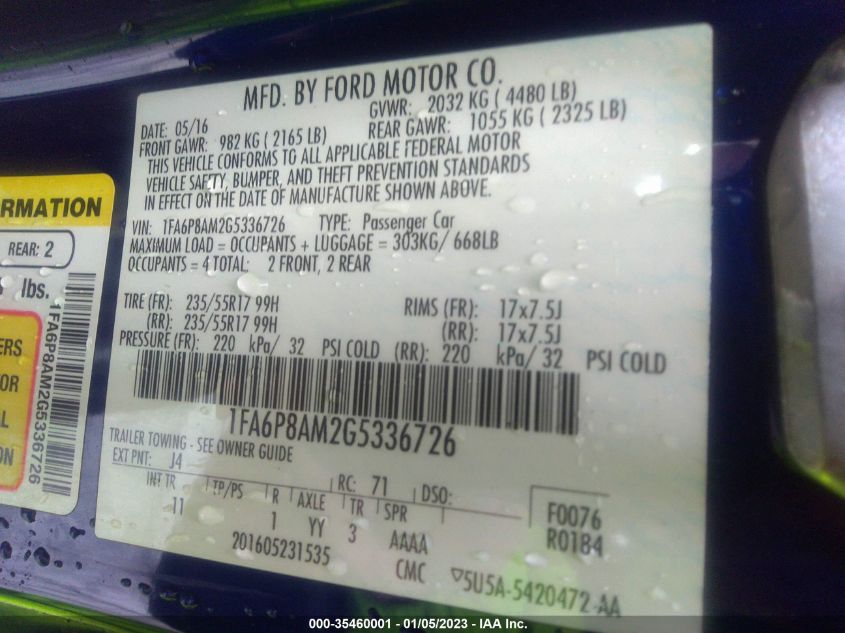 MFD. BY FORD MOTOR CO.
DATE: 05/16 GVWR: 2032 KG ( 4480 LB)
FRONT GAWR: 982 KG ( 2165 LB) REAR GAWR: 1055 KG ( 2325 LB)
THIS VEHICLE CONFORMS TO ALL APPLICABLE FEDERAL MOTOR
VEHICLE SAFETY, BUMPER, AND THEFT PREVENTION STANDARDS
IN EFFECT ON THE DATE OF MANUFACTURE SHOWN ABOVE.
VIN: 1FA6P8AM2G5336726 TYPE: Passenger Car
MAXIMUM LOAD = OCCUPANTS + LUGGAGE = 303KG/ 668LB
OCCUPANTS = 4 TOTAL: 2 FRONT, 2 REAR
TIRE (FR): 235/55R17 99H RIMS (FR): 17x7.5J
(RR): 235/55R17 99H (RR): 17x7.5J
PRESSURE (FR): 220 kPa/ 32 PSI COLD (RR): 220 kPa/ 32 PSI COLD
1FA6P8AM2G5336726
TRAILER TOWING - SEE OWNER GUIDE
EXT PNT: J4 RC: 71 DSO:
INT TR TP/PS R AXLE TR SPR F0076
11 1 YY 3 AAAA R0184
201605231535 CMC ▽5U5A-5420472-AA
RMATION
REAR: 2
lbs.
ERS
OR
AL
ON
1FA6P8AM2G5336726
000-35460001 - 01/05/2023 - IAA Inc.